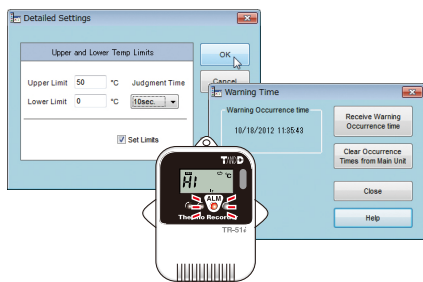 Detailed Settings
Upper and Lower Temp Limits
Upper Limit 50 °C Judgment Time
Lower Limit 0 °C 10sec.
Set Limits
OK
Cancel
Warning Time
Warning Occurrence time
10/18/2012 11:35:43
Receive Warning
Occurrence time
Clear Occurrence
Times from Main Unit
Close
Help
T&D
HI °C
ALM
Thermo Recorder
TR-51i